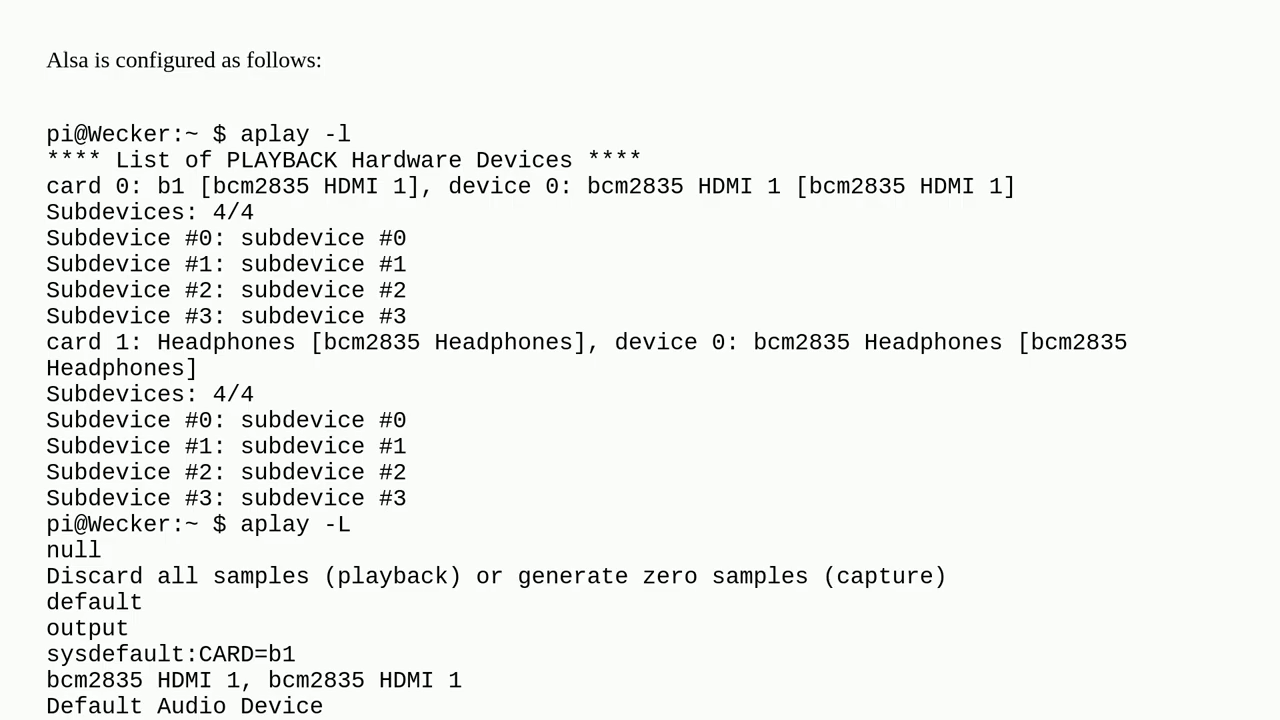 Alsa is configured as follows:
pi@Wecker:~ $ aplay -l
**** List of PLAYBACK Hardware Devices ****
card 0: b1 [bcm2835 HDMI 1], device 0: bcm2835 HDMI 1 [bcm2835 HDMI 1]
Subdevices: 4/4
Subdevice #0: subdevice #0
Subdevice #1: subdevice #1
Subdevice #2: subdevice #2
Subdevice #3: subdevice #3
card 1: Headphones [bcm2835 Headphones], device 0: bcm2835 Headphones [bcm2835
Headphones]
Subdevices: 4/4
Subdevice #0: subdevice #0
Subdevice #1: subdevice #1
Subdevice #2: subdevice #2
Subdevice #3: subdevice #3
pi@Wecker:~ $ aplay -L
null
Discard all samples (playback) or generate zero samples (capture)
default
output
sysdefault:CARD=b1
bcm2835 HDMI 1, bcm2835 HDMI 1
Default Audio Device